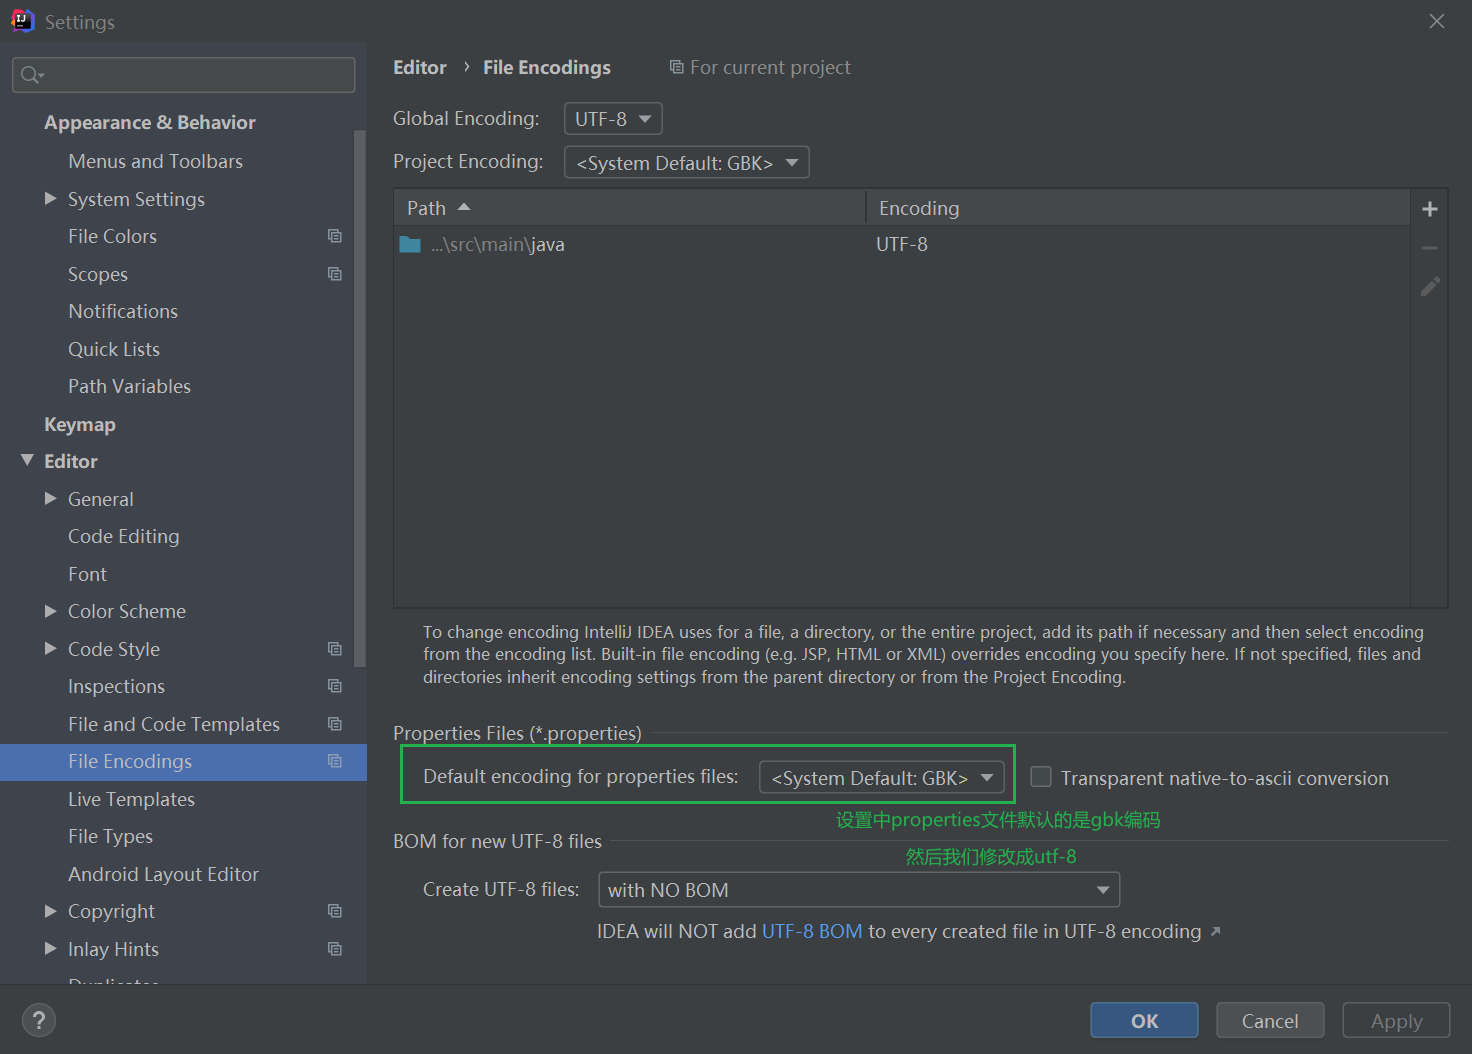 Settings
Appearance & Behavior
Menus and Toolbars
System Settings
File Colors
Scopes
Notifications
Quick Lists
Path Variables
Keymap
Editor
General
Code Editing
Font
Color Scheme
Code Style
Inspections
File and Code Templates
File Encodings
Live Templates
File Types
Android Layout Editor
Copyright
Inlay Hints
Duplicates
Editor › File Encodings For current project
Global Encoding: UTF-8
Project Encoding: <System Default: GBK>
Path Encoding
...\src\main\java UTF-8
To change encoding IntelliJ IDEA uses for a file, a directory, or the entire project, add its path if necessary and then select encoding
from the encoding list. Built-in file encoding (e.g. JSP, HTML or XML) overrides encoding you specify here. If not specified, files and
directories inherit encoding settings from the parent directory or from the Project Encoding.
Properties Files (*.properties)
Default encoding for properties files: <System Default: GBK> Transparent native-to-ascii conversion
设置中properties文件默认的是gbk编码
BOM for new UTF-8 files
然后我们修改成utf-8
Create UTF-8 files: with NO BOM
IDEA will NOT add UTF-8 BOM to every created file in UTF-8 encoding ↗
? OK Cancel Apply